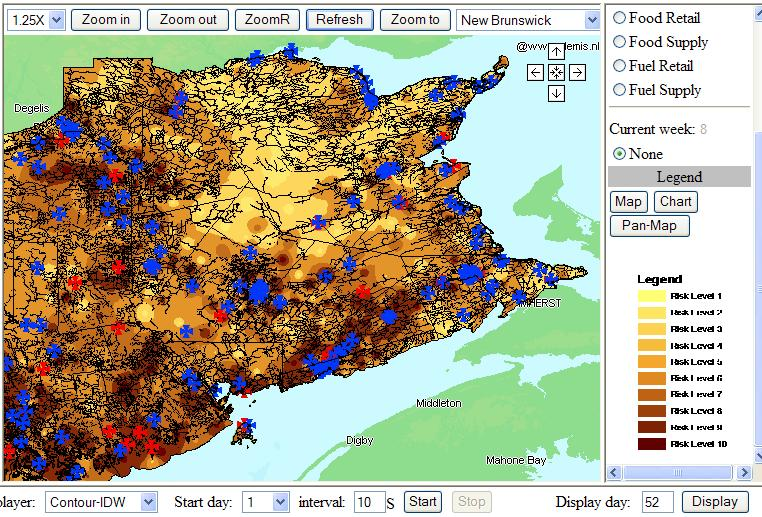 1.25X Zoom in Zoom out ZoomR Refresh Zoom to New Brunswick
Food Retail
Food Supply
Fuel Retail
Fuel Supply
Current week: 8
None
Legend
Map Chart
Pan-Map
Legend
Risk Level 1
Risk Level 2
Risk Level 3
Risk Level 4
Risk Level 5
Risk Level 6
Risk Level 7
Risk Level 8
Risk Level 9
Risk Level 10
Degelis
Middleton
Digby
Mahone Bay
Contour-IDW Start day: 1 interval: 10 S Start Stop Display day: 52 Display